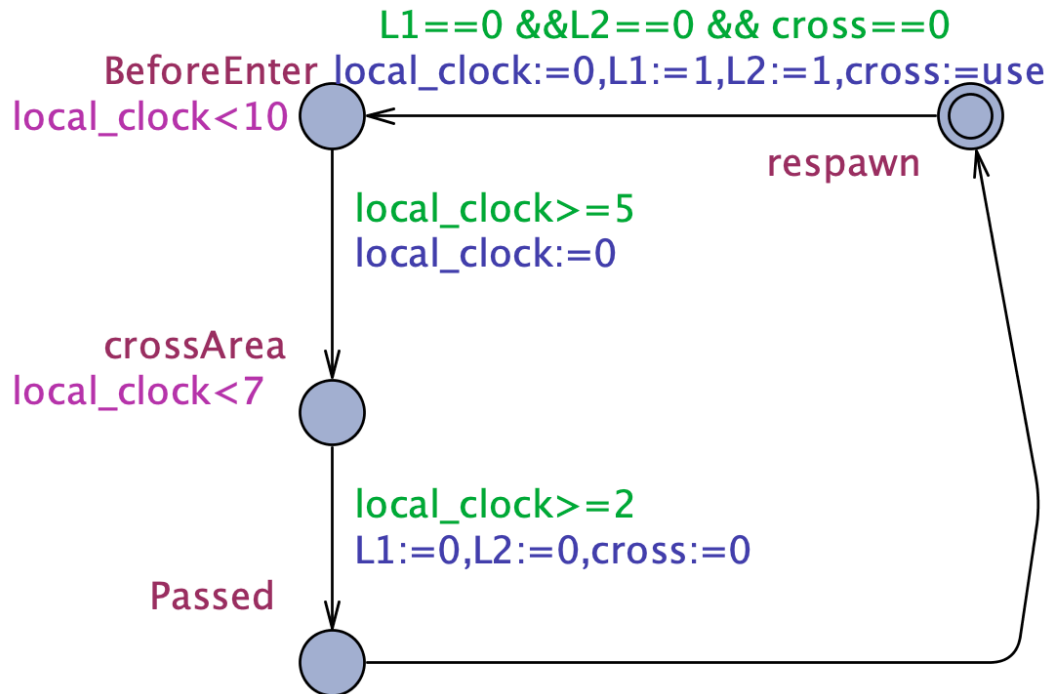 L1==0 &&L2==0 && cross==0
BeforeEnter local_clock:=0,L1:=1,L2:=1,cross:=use
local_clock<10
respawn
local_clock>=5
local_clock:=0
crossArea
local_clock<7
local_clock>=2
L1:=0,L2:=0,cross:=0
Passed